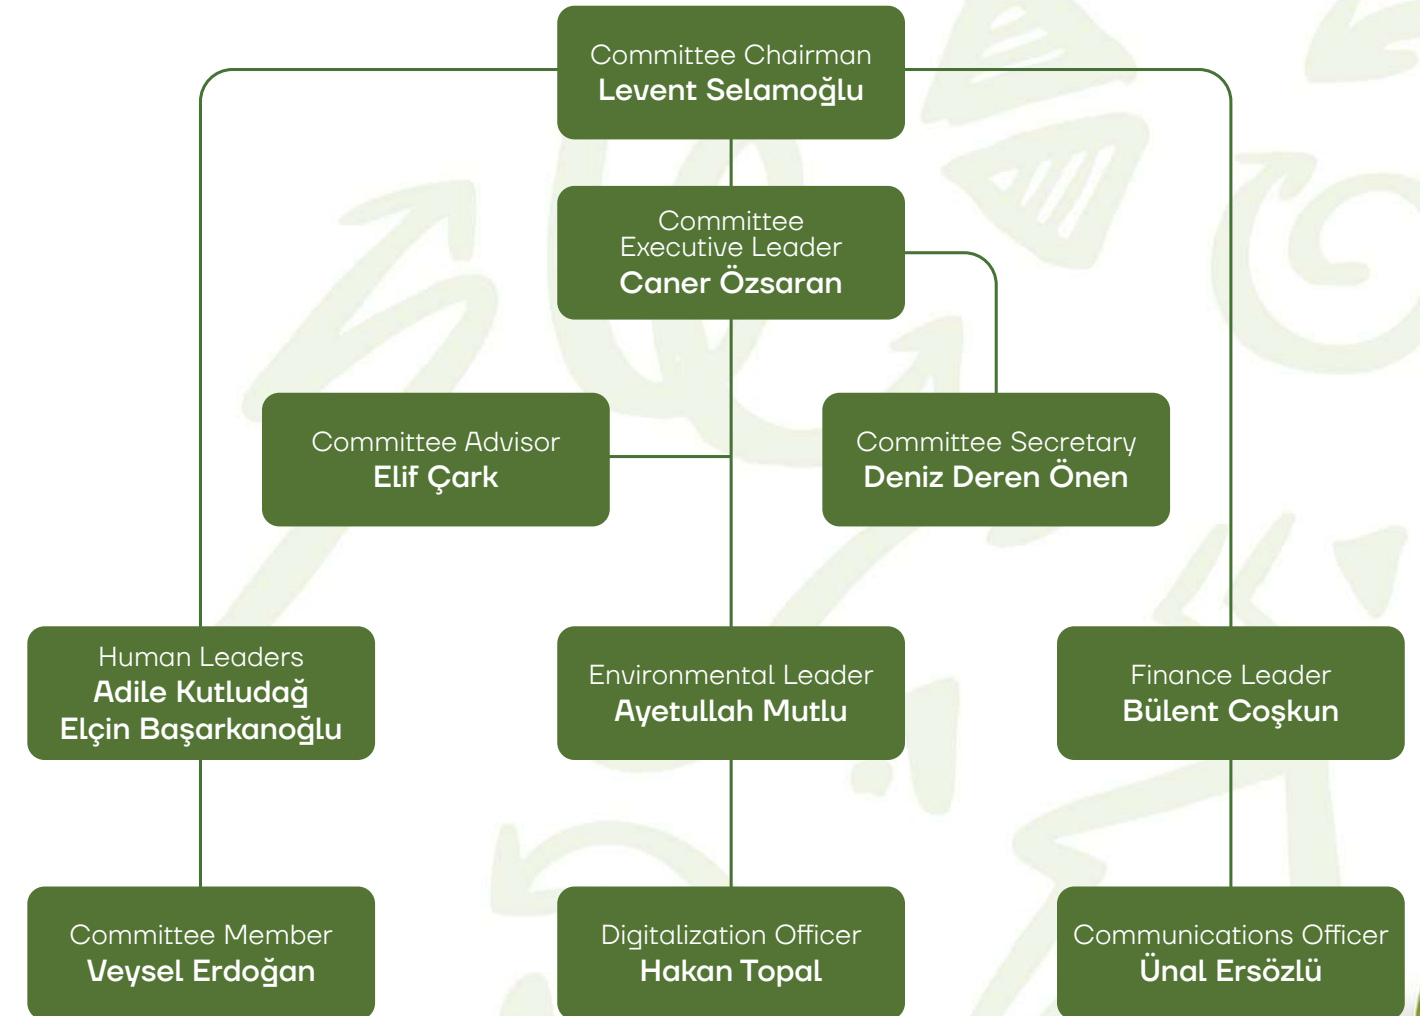 Committee Chairman
Levent Selamoğlu
Committee
Executive Leader
Caner Özsaran
Committee Advisor
Elif Çark
Committee Secretary
Deniz Deren Önen
Human Leaders
Adile Kutludağ
Elçin Başarkanoğlu
Environmental Leader
Ayetullah Mutlu
Finance Leader
Bülent Coşkun
Committee Member
Veysel Erdoğan
Digitalization Officer
Hakan Topal
Communications Officer
Ünal Ersözlü